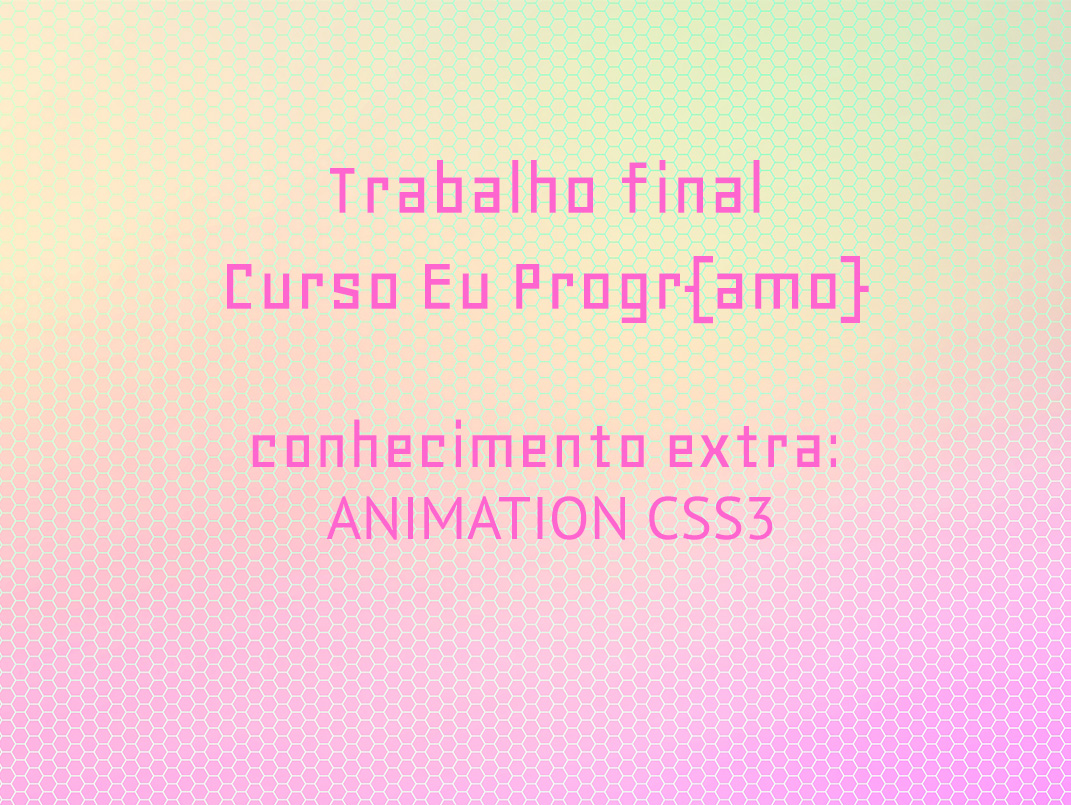 Trabalho final
Curso Eu Progr{amo}
conhecimento extra:
ANIMATION CSS3